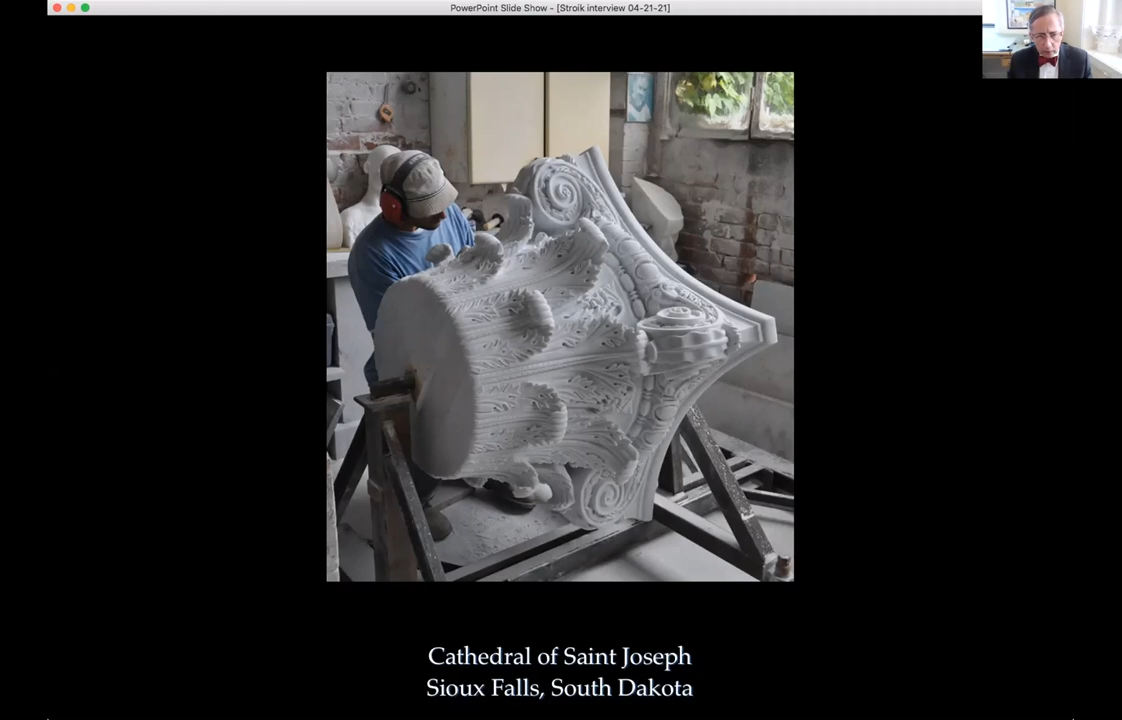 PowerPoint Slide Show - [Stroik interview 04-21-21]
Cathedral of Saint Joseph
Sioux Falls, South Dakota